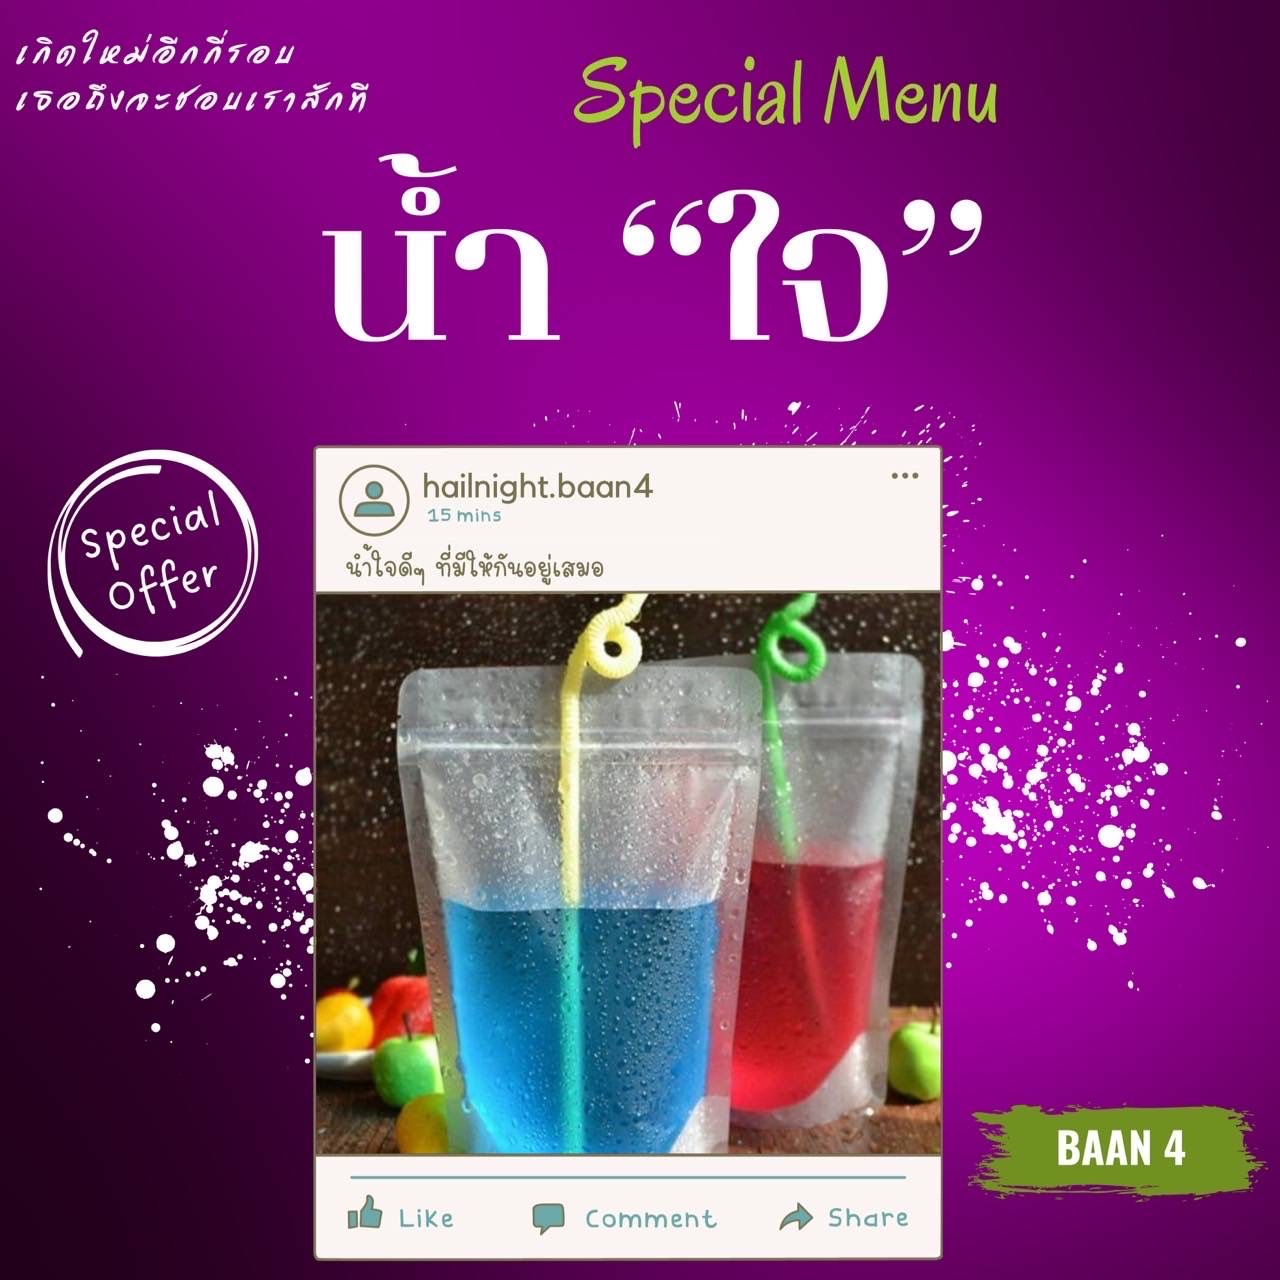 เกิดใหม่อีกกี่รอบ
เธอถึงจะชอบเราสักที
Special Menu
น้ำ “ใจ”
Special
Offer
hailnight.baan4
15 mins
น้ำใจดีๆ ที่มีให้กันอยู่เสมอ
Like
Comment
Share
BAAN 4